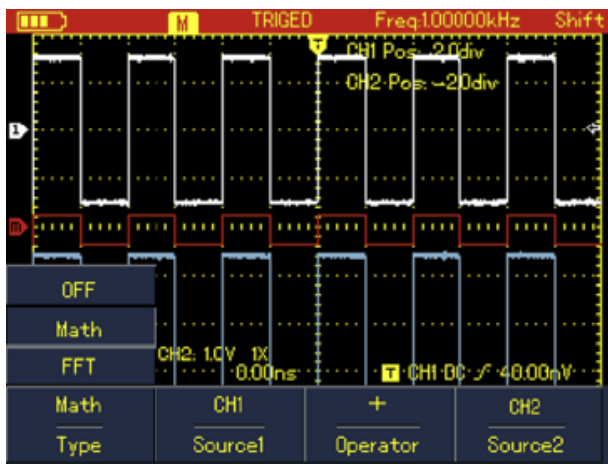 M TRIGED Freq:1.00000kHz Shift
T
CH1 Pos: 2.0div
CH2 Pos: -2.0div
1
m
OFF
Math
FFT
CH2: 1.0V 1X
0.00ns
T CH1 DC 40.00mV
Math CH1 + CH2
Type Source1 Operator Source2